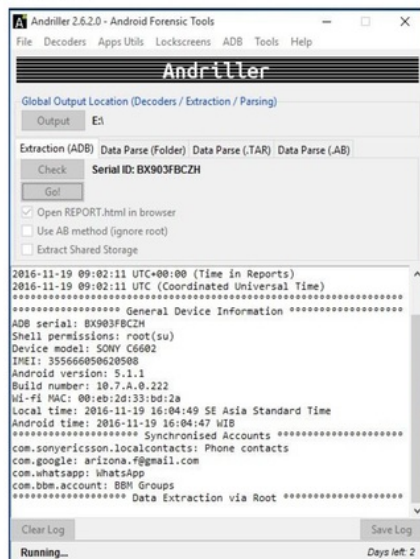 Andriller 2.6.2.0 - Android Forensic Tools
File Decoders Apps Utils Lockscreens ADB Tools Help
Andriller
Global Output Location (Decoders / Extraction / Parsing)
Output E:\
Extraction (ADB) Data Parse (Folder) Data Parse (.TAR) Data Parse (.AB)
Check Serial ID: BX903FBCZH
Go!
Open REPORT.html in browser
Use AB method (ignore root)
Extract Shared Storage
2016-11-19 09:02:11 UTC+00:00 (Time in Reports)
2016-11-19 09:02:11 UTC (Coordinated Universal Time)
General Device Information
ADB serial: BX903FBCZH
Shell permissions: root(su)
Device model: SONY C6602
IMEI: 355666050620508
Android version: 5.1.1
Build number: 10.7.A.0.222
Wi-fi MAC: 00:eb:2d:33:bd:2a
Local time: 2016-11-19 16:04:49 SE Asia Standard Time
Android time: 2016-11-19 16:04:47 WIB
Synchronised Accounts
com.sonyericsson.localcontacts: Phone contacts
com.google: arizona.f@gmail.com
com.whatsapp: WhatsApp
com.bbm.account: BBM Groups
Data Extraction via Root
Clear Log Save Log
Running... Days left: 2